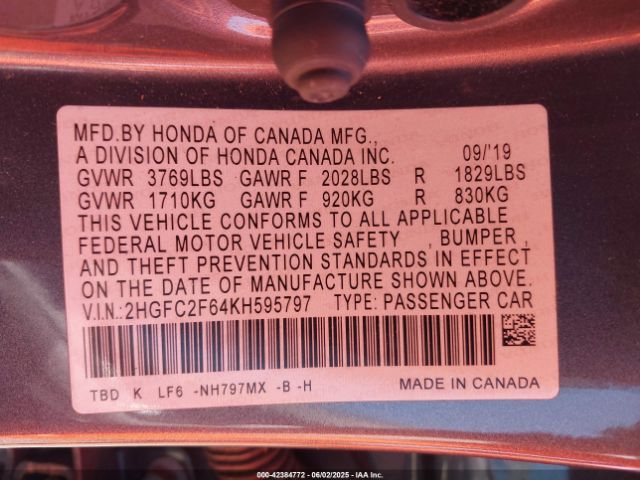 MFD.BY HONDA OF CANADA MFG.,
A DIVISION OF HONDA CANADA INC. 09/'19
GVWR 3769LBS GAWR F 2028LBS R 1829LBS
GVWR 1710KG GAWR F 920KG R 830KG
THIS VEHICLE CONFORMS TO ALL APPLICABLE
FEDERAL MOTOR VEHICLE SAFETY , BUMPER ,
AND THEFT PREVENTION STANDARDS IN EFFECT
ON THE DATE OF MANUFACTURE SHOWN ABOVE.
V.I.N.:2HGFC2F64KH595797 TYPE: PASSENGER CAR
TBD K LF6 -NH797MX -B -H MADE IN CANADA
000-42384772 | 06/02/2025 | IAA Inc.